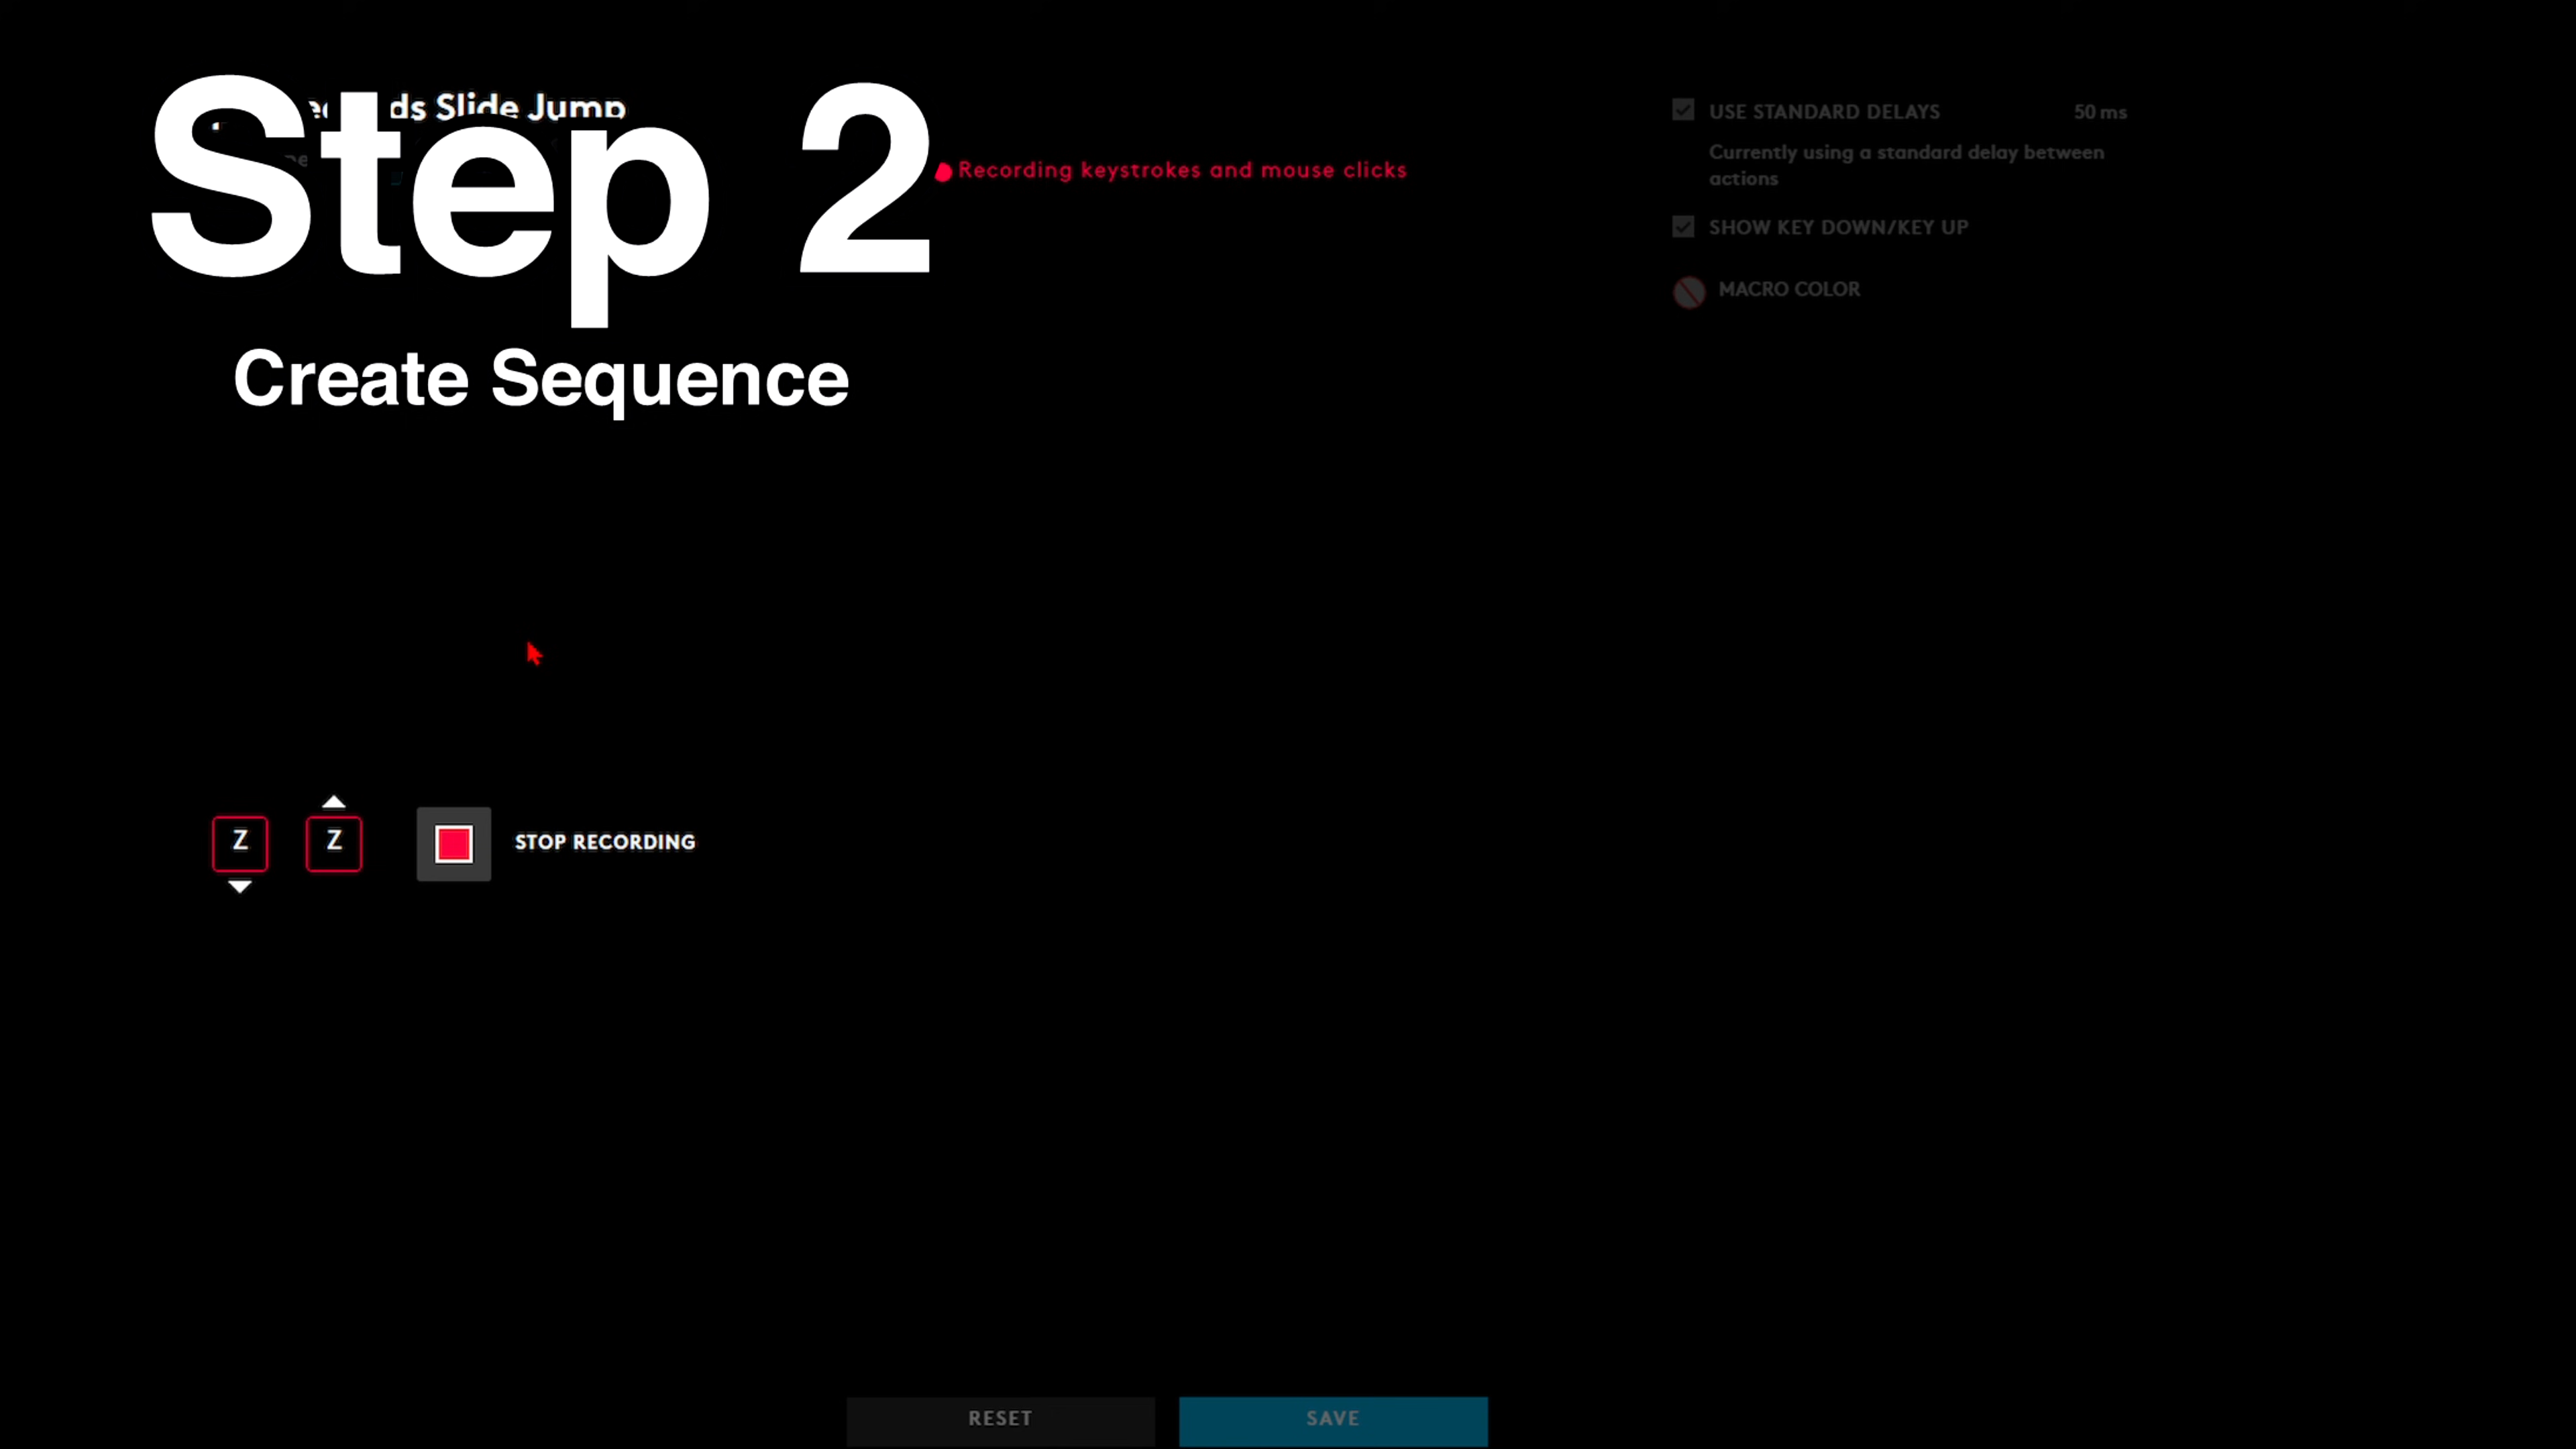 Step 2
ds Slide Jump
Recording keystrokes and mouse clicks
Create Sequence
USE STANDARD DELAYS 50 ms
Currently using a standard delay between
actions
SHOW KEY DOWN/KEY UP
MACRO COLOR
Z Z STOP RECORDING
RESET SAVE